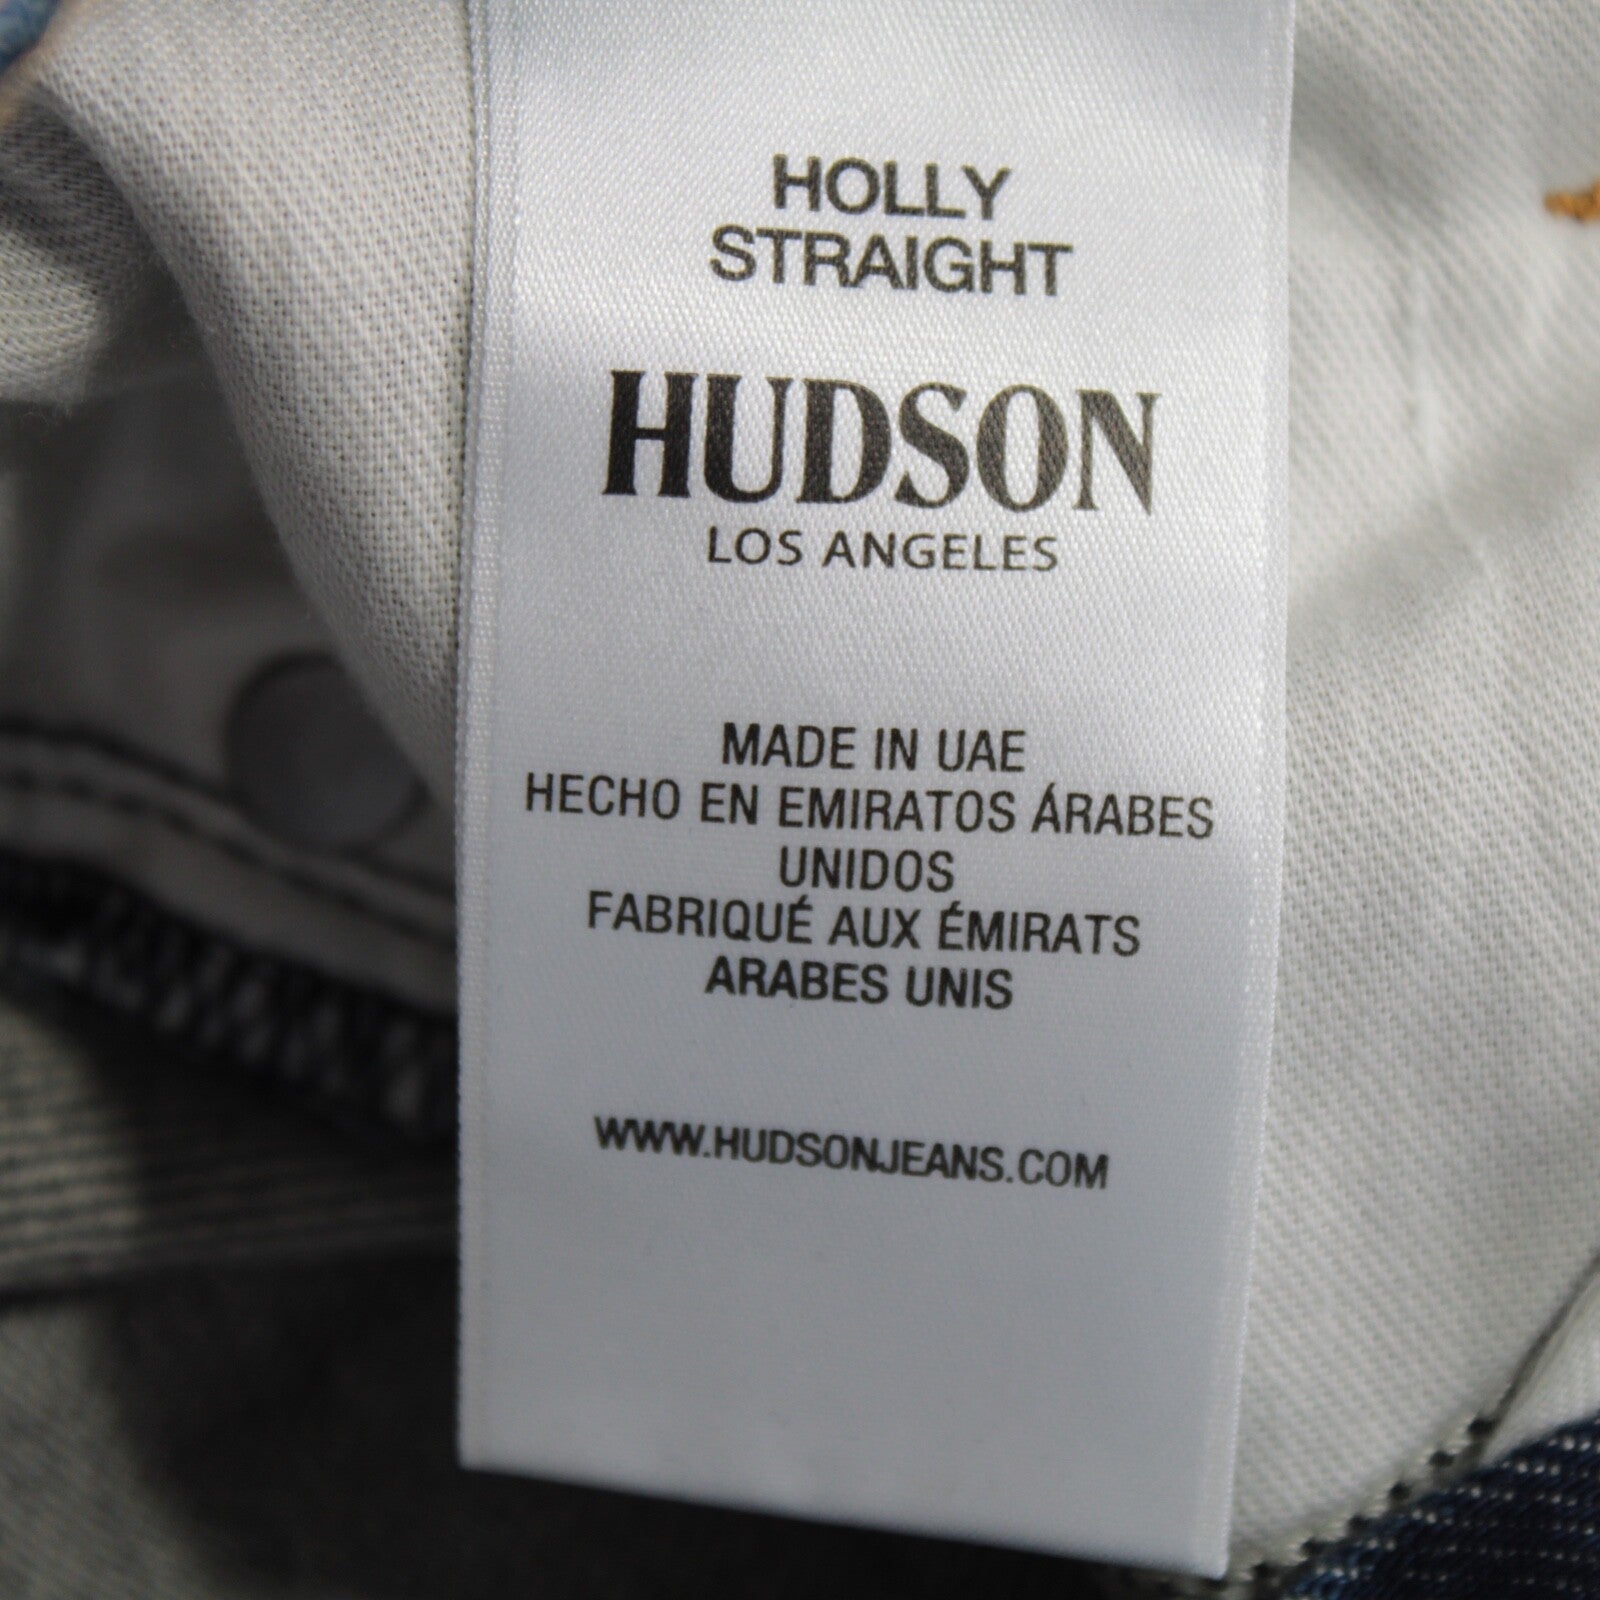 HOLLY
STRAIGHT
HUDSON
LOS ANGELES
MADE IN UAE
HECHO EN EMIRATOS ÁRABES
UNIDOS
FABRIQUÉ AUX ÉMIRATS
ARABES UNIS
WWW.HUDSONJEANS.COM